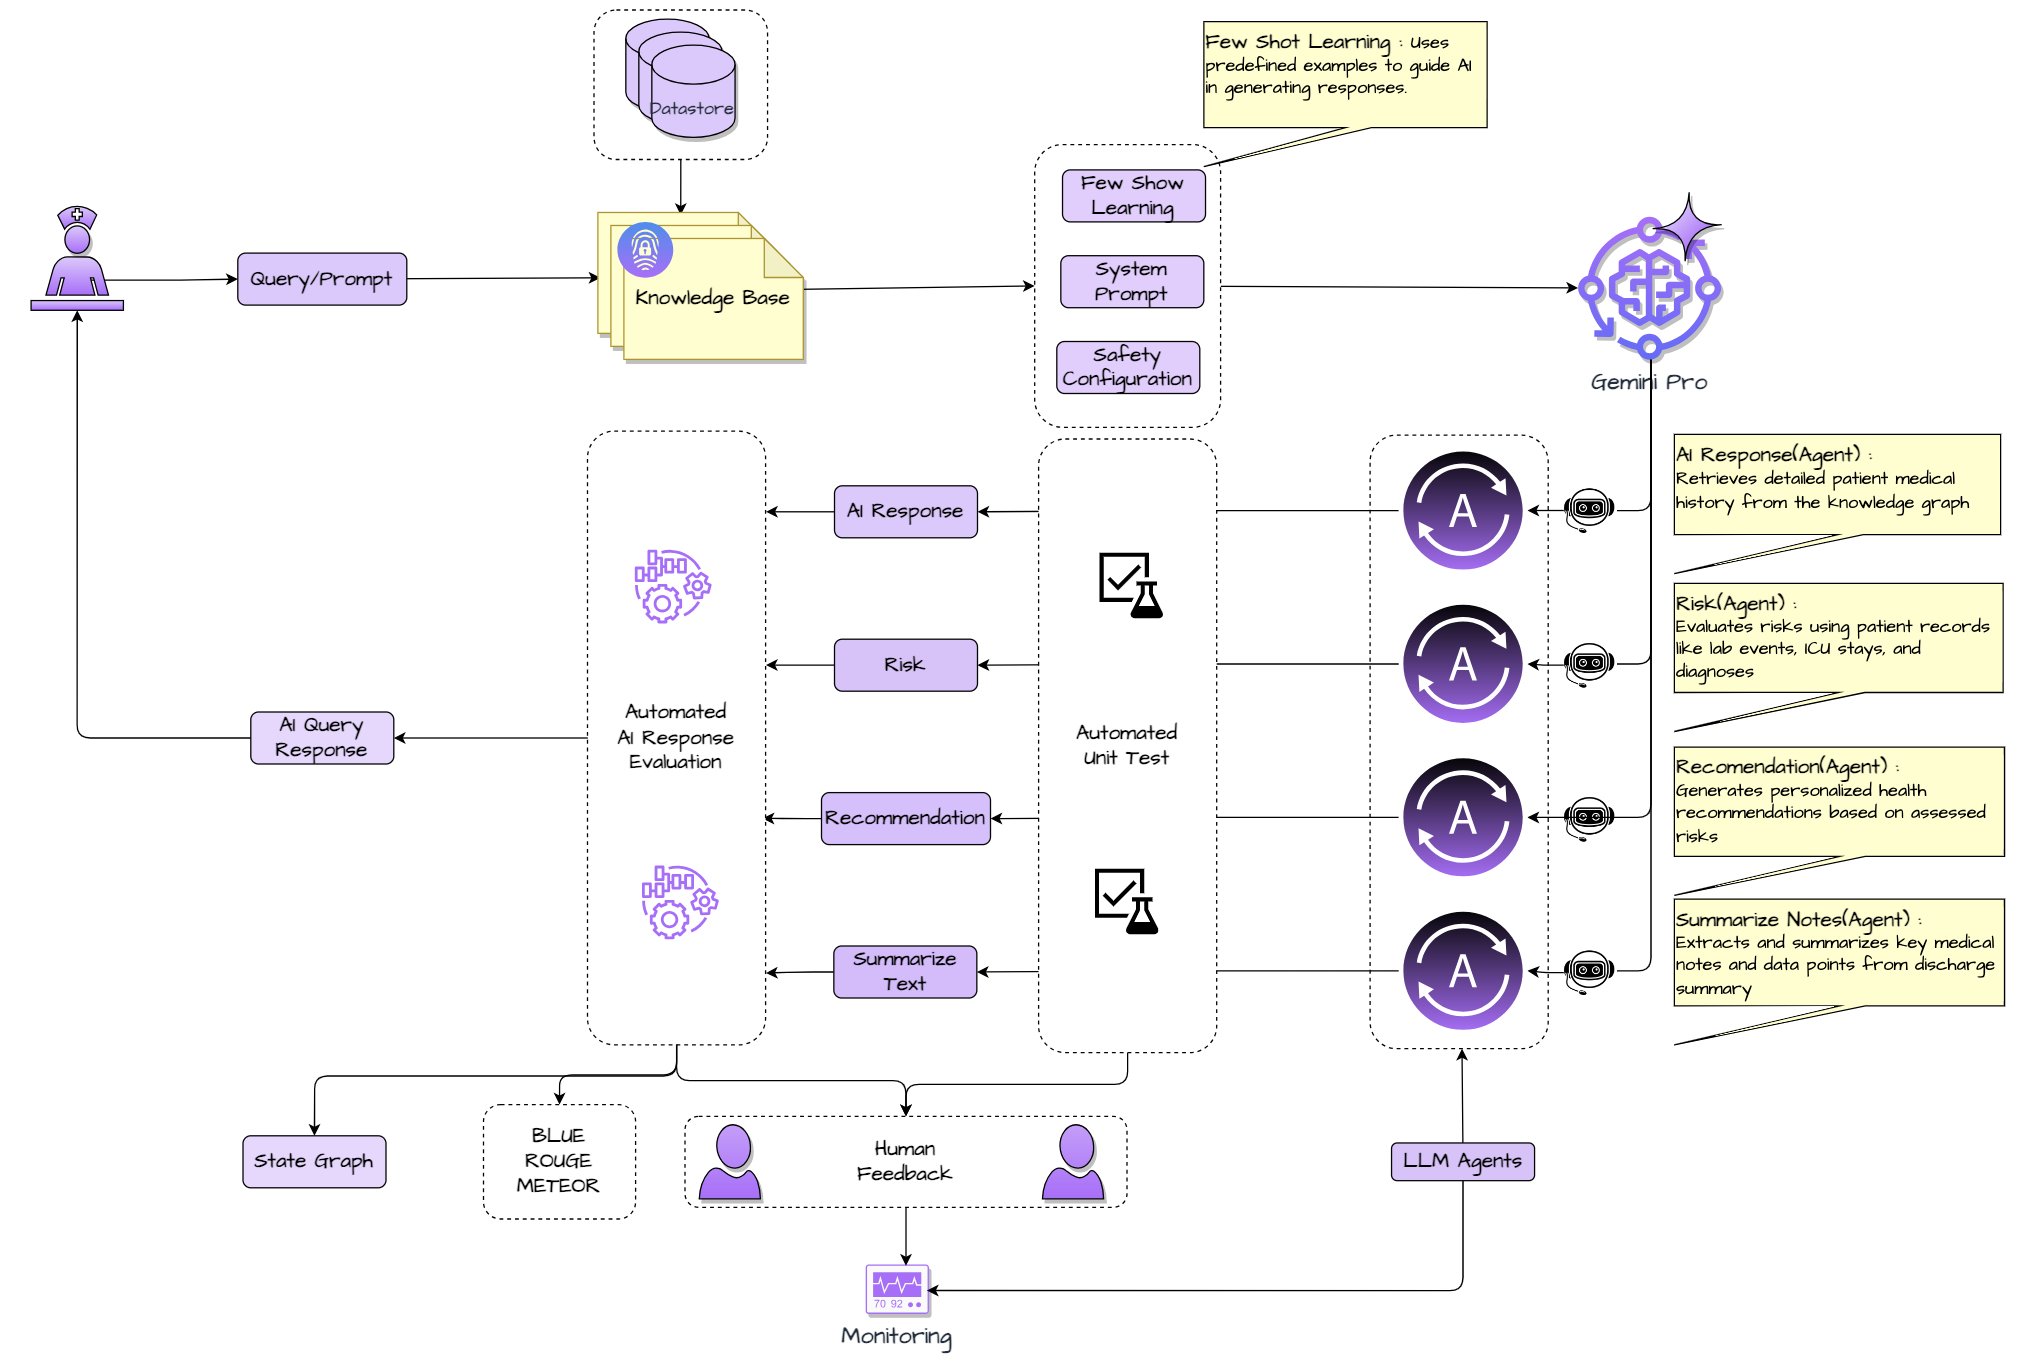 Datastore
Few Shot Learning : Uses
predefined examples to guide AI
in generating responses.
Few Show
Learning
Query/Prompt
Knowledge Base
System
Prompt
Safety
Configuration
Gemini Pro
AI Response(Agent) :
Retrieves detailed patient medical
history from the knowledge graph
AI Response
A
Risk(Agent) :
Evaluates risks using patient records
like lab events, ICU stays, and
diagnoses
Risk
A
Automated
AI Response
Evaluation
Automated
Unit Test
AI Query
Response
Recomendation(Agent) :
Generates personalized health
recommendations based on assessed
risks
Recommendation
A
Summarize Notes(Agent) :
Extracts and summarizes key medical
notes and data points from discharge
summary
Summarize
Text
A
State Graph
BLUE
ROUGE
METEOR
Human
Feedback
LLM Agents
70 92
Monitoring